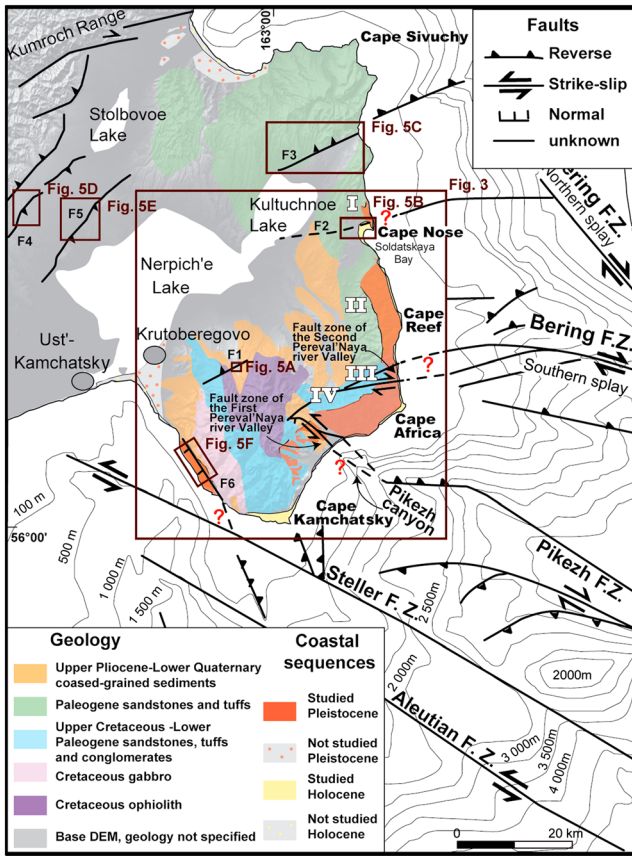 163°00'
Kumroch Range
Cape Sivuchy
Faults
Reverse
Strike-slip
Normal
unknown
Stolbovoe
Lake
Fig. 5C
F3
Fig. 5D
F4
F5
Fig. 5E
Kultuchnoe
Lake
I
Fig. 5B
?
Fig. 3
F2
Cape Nose
Soldatskaya
Bay
Bering F.Z.
Northern splay
Nerpich'e
Lake
II
Cape
Reef
Ust'-
Kamchatsky
Krutoberegovo
Fault zone
of the Second
Pereval'Naya
river Valley
Bering F.Z.
F1
Fig. 5A
III
?
Southern splay
IV
Fault zone
of the First
Pereval'Naya
river Valley
Cape
Africa
Fig. 5F
F6
?
?
Pikezh
canyon
Cape
Kamchatsky
100 m
56°00'
500 m
1 000 m
1 500 m
Steller F. Z.
Pikezh F.Z.
2 500 m
2000m
2 000 m
Aleutian F.Z.
3 000 m
3 500 m
4 000 m
Geology
Upper Pliocene-Lower Quaternary
coased-grained sediments
Paleogene sandstones and tuffs
Upper Cretaceous -Lower
Paleogene sandstones, tuffs
and conglomerates
Cretaceous gabbro
Cretaceous ophiolith
Base DEM, geology not specified
Coastal
sequences
Studied
Pleistocene
Not studied
Pleistocene
Studied
Holocene
Not studied
Holocene
0
20 km